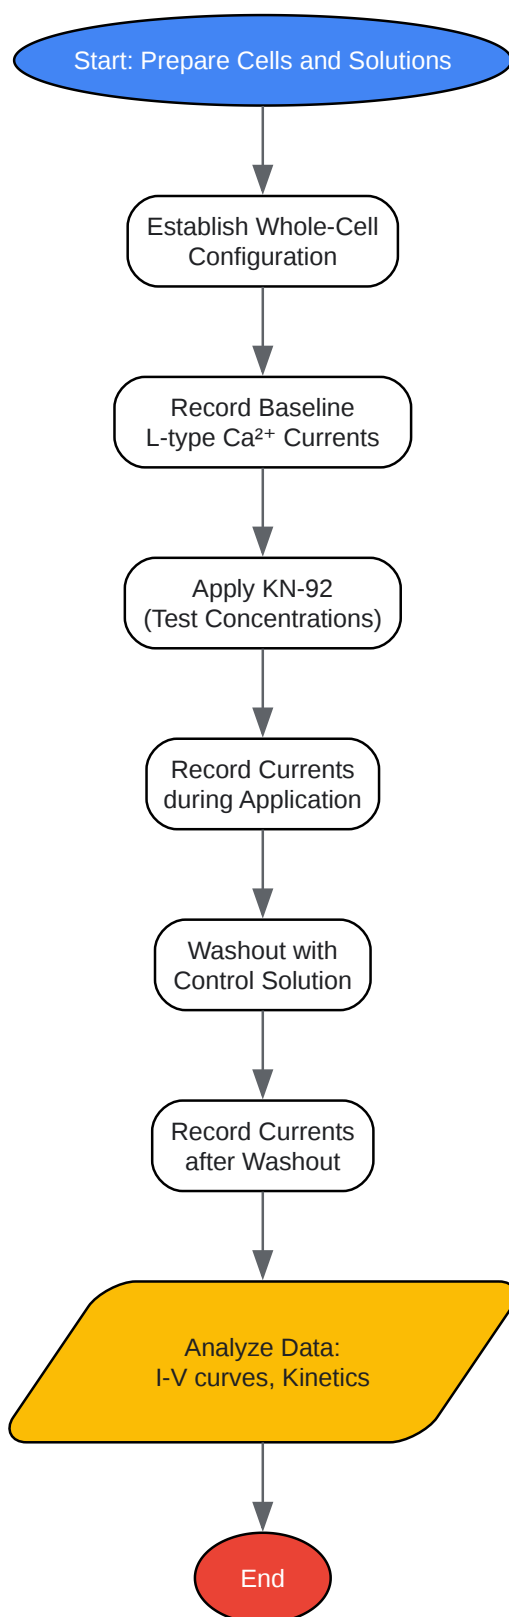 Start: Prepare Cells and Solutions
Establish Whole-Cell
Configuration
Record Baseline
L-type Ca²⁺ Currents
Apply KN-92
(Test Concentrations)
Record Currents
during Application
Washout with
Control Solution
Record Currents
after Washout
Analyze Data:
I-V curves, Kinetics
End